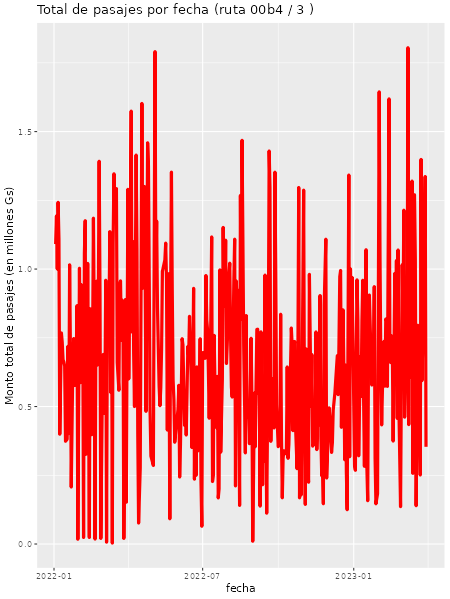 Total de pasajes por fecha (ruta 00b4 / 3 )
Monto total de pasajes (en millones Gs)
1.5
1.0
0.5
0.0
2022-01
2022-07
2023-01
fecha